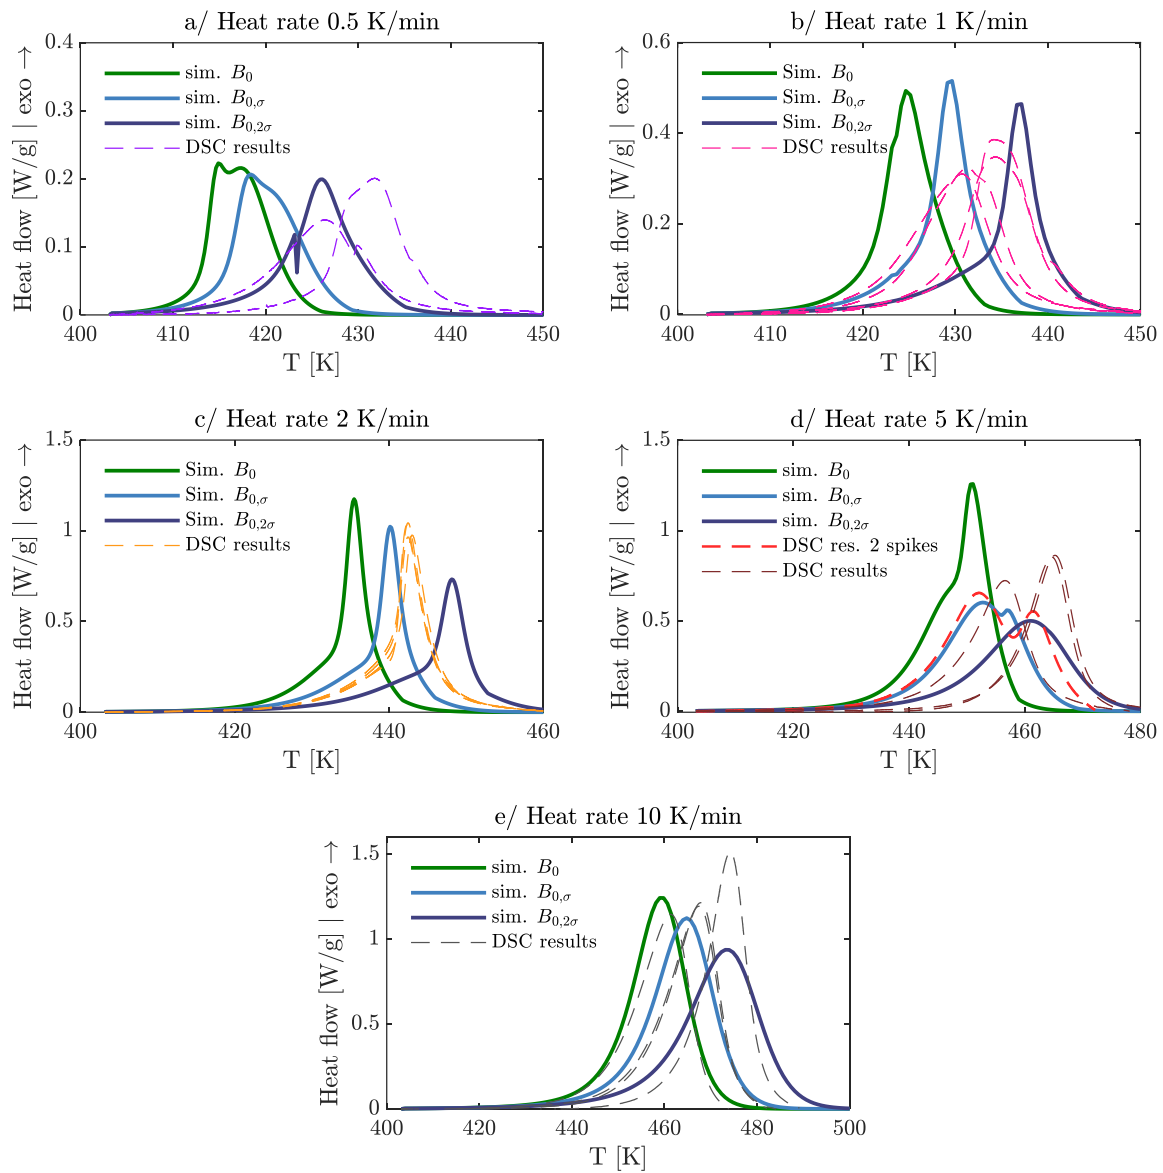 a/ Heat rate 0.5 K/min
Heat flow [W/g] | exo →
0.4
0.3
0.2
0.1
0
sim. B₀
sim. B₀,σ
sim. B₀,₂σ
DSC results
400 410 420 430 440 450
T [K]
b/ Heat rate 1 K/min
Heat flow [W/g] | exo →
0.6
0.4
0.2
0
Sim. B₀
Sim. B₀,σ
Sim. B₀,₂σ
DSC results
400 410 420 430 440 450
T [K]
c/ Heat rate 2 K/min
Heat flow [W/g] | exo →
1.5
1
0.5
0
Sim. B₀
Sim. B₀,σ
Sim. B₀,₂σ
DSC results
400 420 440 460
T [K]
d/ Heat rate 5 K/min
Heat flow [W/g] | exo →
1.5
1
0.5
0
sim. B₀
sim. B₀,σ
sim. B₀,₂σ
DSC res. 2 spikes
DSC results
400 420 440 460 480
T [K]
e/ Heat rate 10 K/min
Heat flow [W/g] | exo →
1.5
1
0.5
0
sim. B₀
sim. B₀,σ
sim. B₀,₂σ
DSC results
400 420 440 460 480 500
T [K]